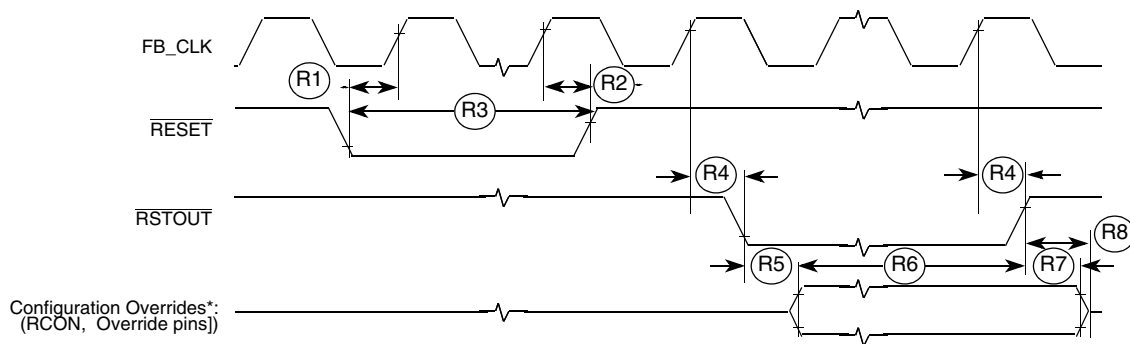 FB_CLK
R1
R2
R3
RESET
R4
R4
RSTOUT
R8
R5
R6
R7
Configuration Overrides*:
(RCON, Override pins])